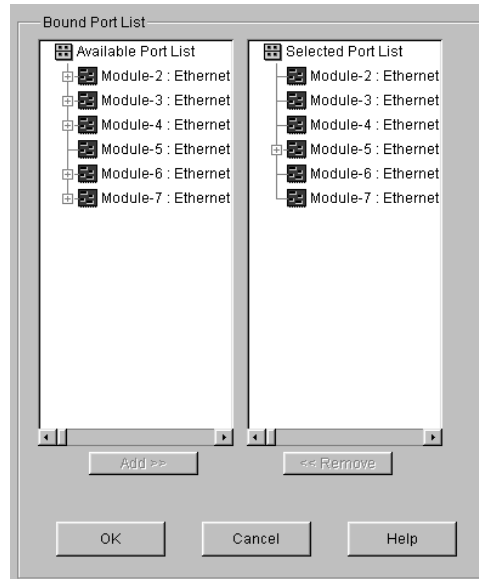 Bound Port List
Available Port List
Module-2 : Ethernet
Module-3 : Ethernet
Module-4 : Ethernet
Module-5 : Ethernet
Module-6 : Ethernet
Module-7 : Ethernet
Add >>
Selected Port List
Module-2 : Ethernet
Module-3 : Ethernet
Module-4 : Ethernet
Module-5 : Ethernet
Module-6 : Ethernet
Module-7 : Ethernet
<< Remove
OK
Cancel
Help